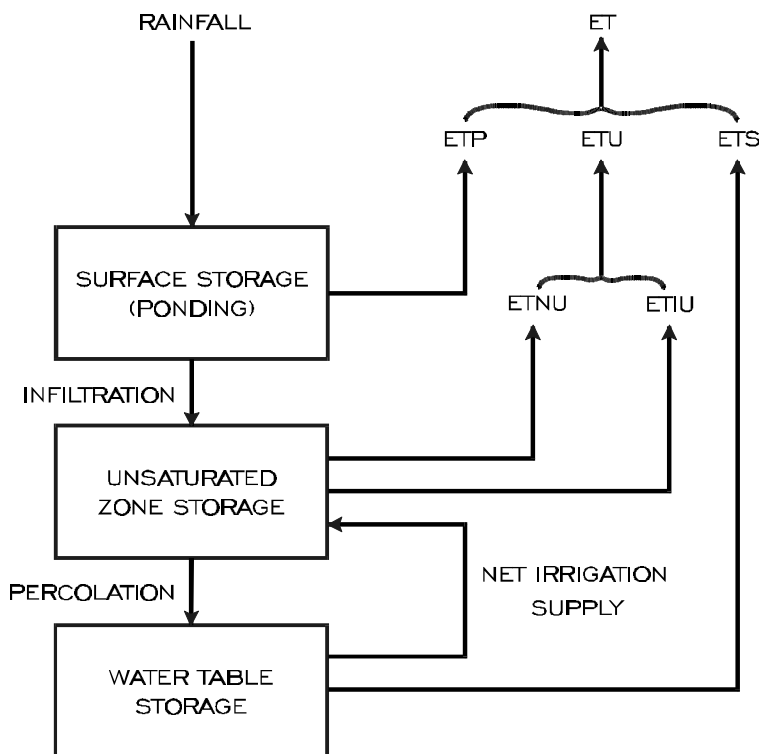 RAINFALL
ET
ETP
ETU
ETS
SURFACE STORAGE
(PONDING)
ETNU
ETIU
INFILTRATION
UNSATURATED
ZONE STORAGE
PERCOLATION
NET IRRIGATION
SUPPLY
WATER TABLE
STORAGE